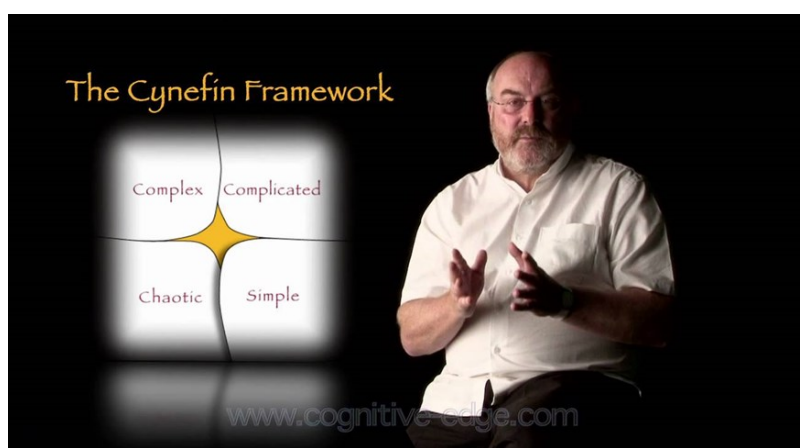 The Cynefin Framework
Complex
Complicated
Chaotic
Simple
www.cognitive-edge.com